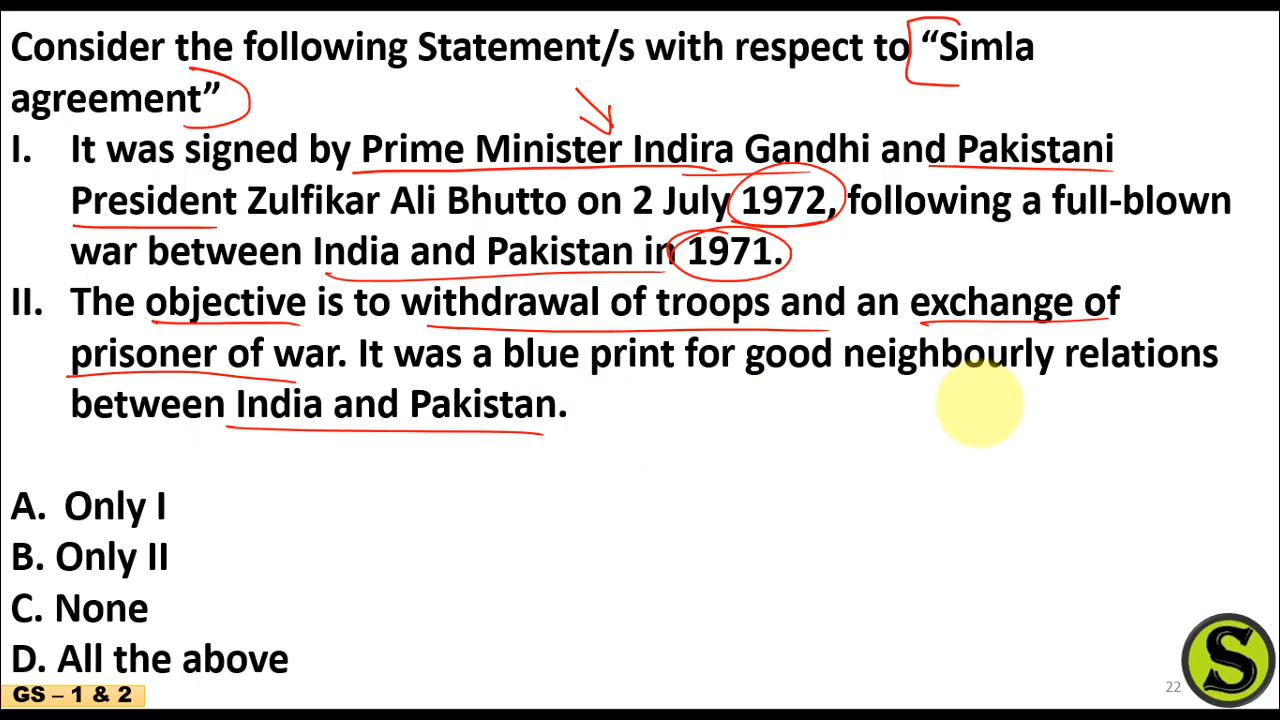 Consider the following Statement/s with respect to “Simla
agreement”
I. It was signed by Prime Minister Indira Gandhi and Pakistani
President Zulfikar Ali Bhutto on 2 July 1972, following a full-blown
war between India and Pakistan in 1971.
II. The objective is to withdrawal of troops and an exchange of
prisoner of war. It was a blue print for good neighbourly relations
between India and Pakistan.
A. Only I
B. Only II
C. None
D. All the above
GS – 1 & 2
22
S